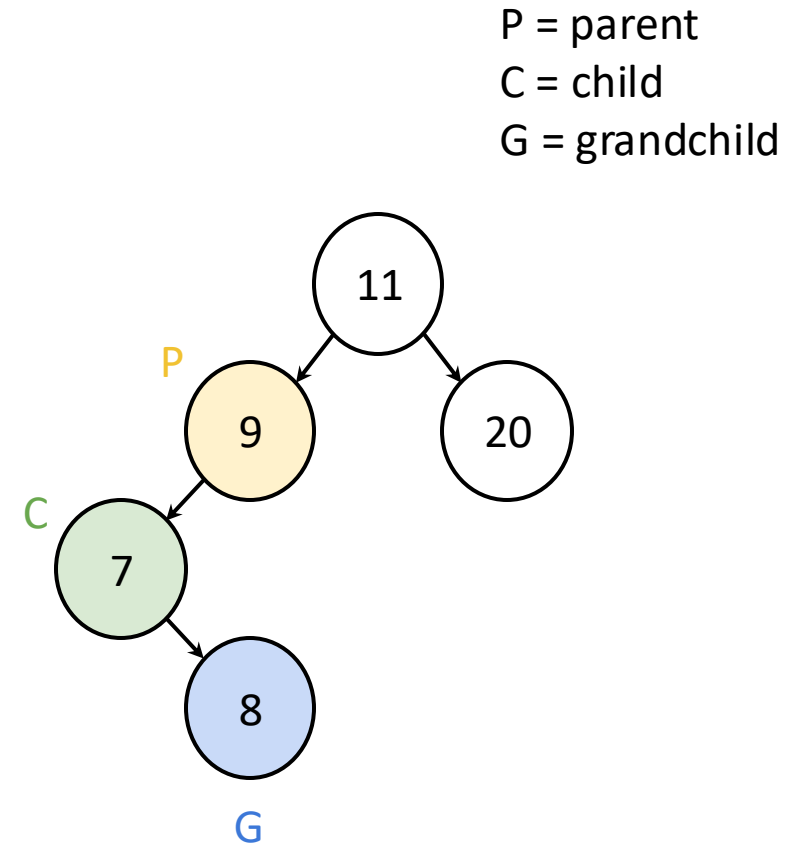 P = parent
C = child
G = grandchild
11
P
9
20
C
7
8
G